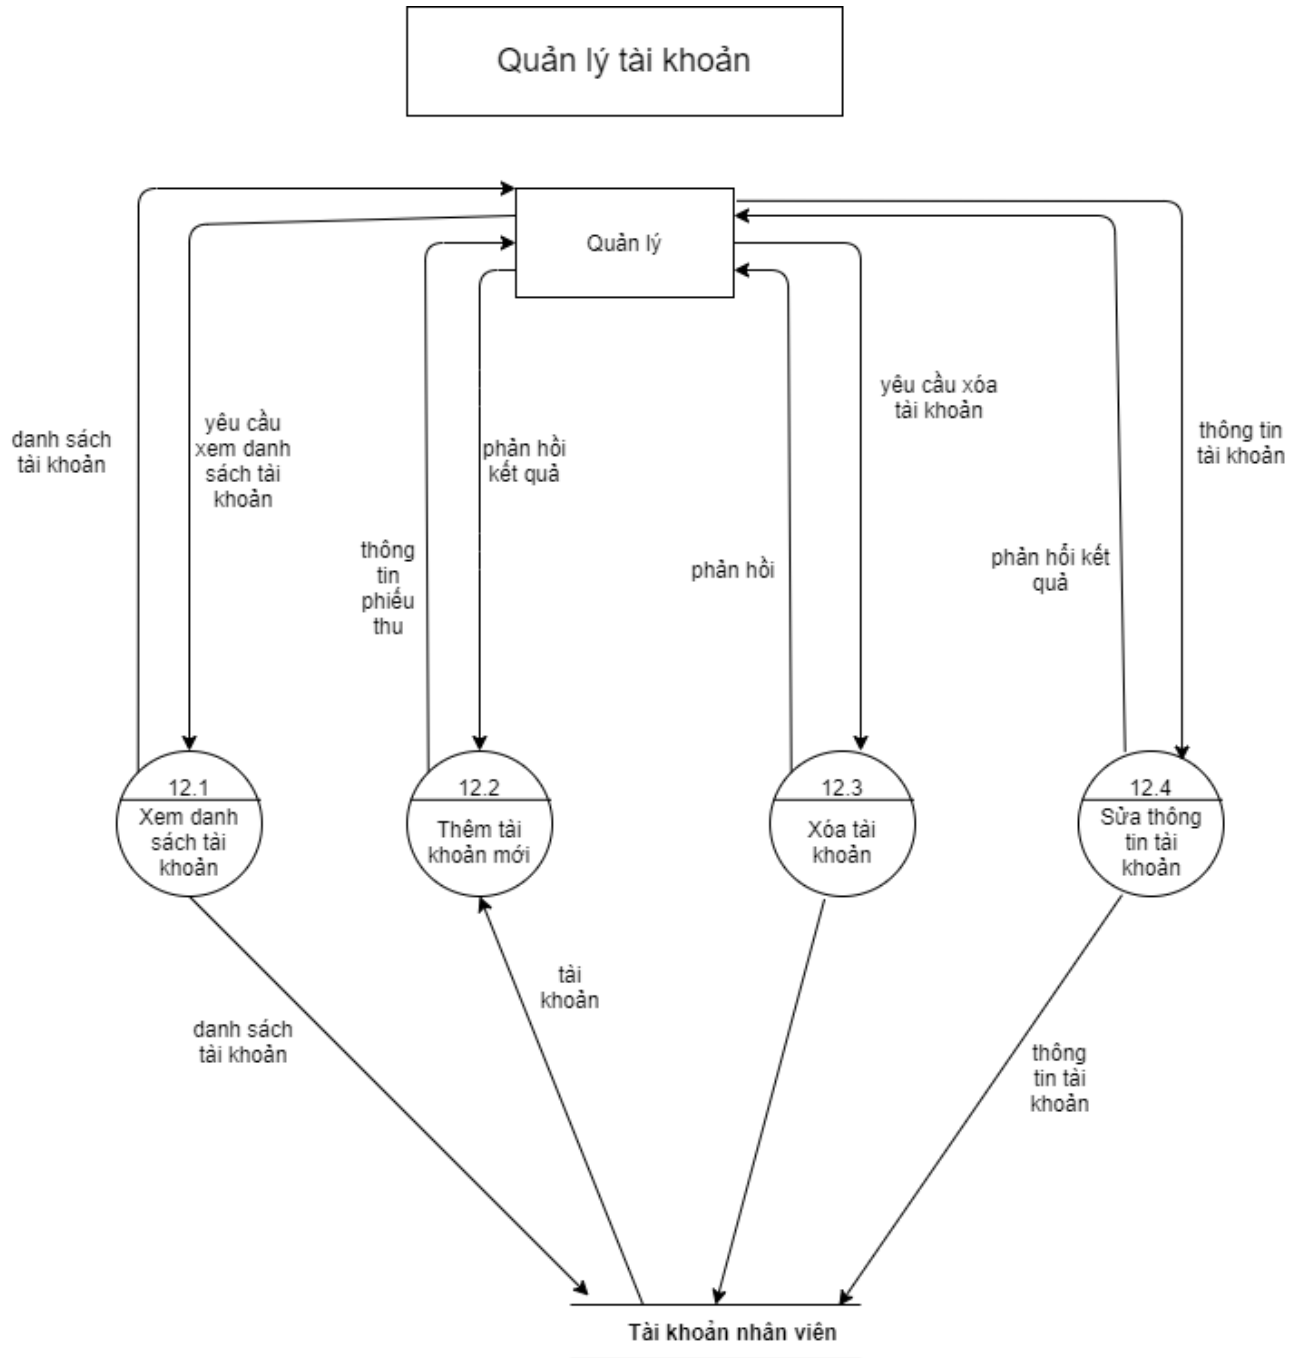 Quản lý tài khoản
Quản lý
yêu cầu xóa
tài khoản
danh sách
tài khoản
yêu cầu
xem danh
sách tài
khoản
phản hồi
kết quả
thông tin
tài khoản
thông
tin
phiếu
thu
phản hồi
phản hổi kết
quả
12.1
Xem danh
sách tài
khoản
12.2
Thêm tài
khoản mới
12.3
Xóa tài
khoản
12.4
Sửa thông
tin tài
khoản
tài
khoản
danh sách
tài khoản
thông
tin tài
khoản
Tài khoản nhân viên